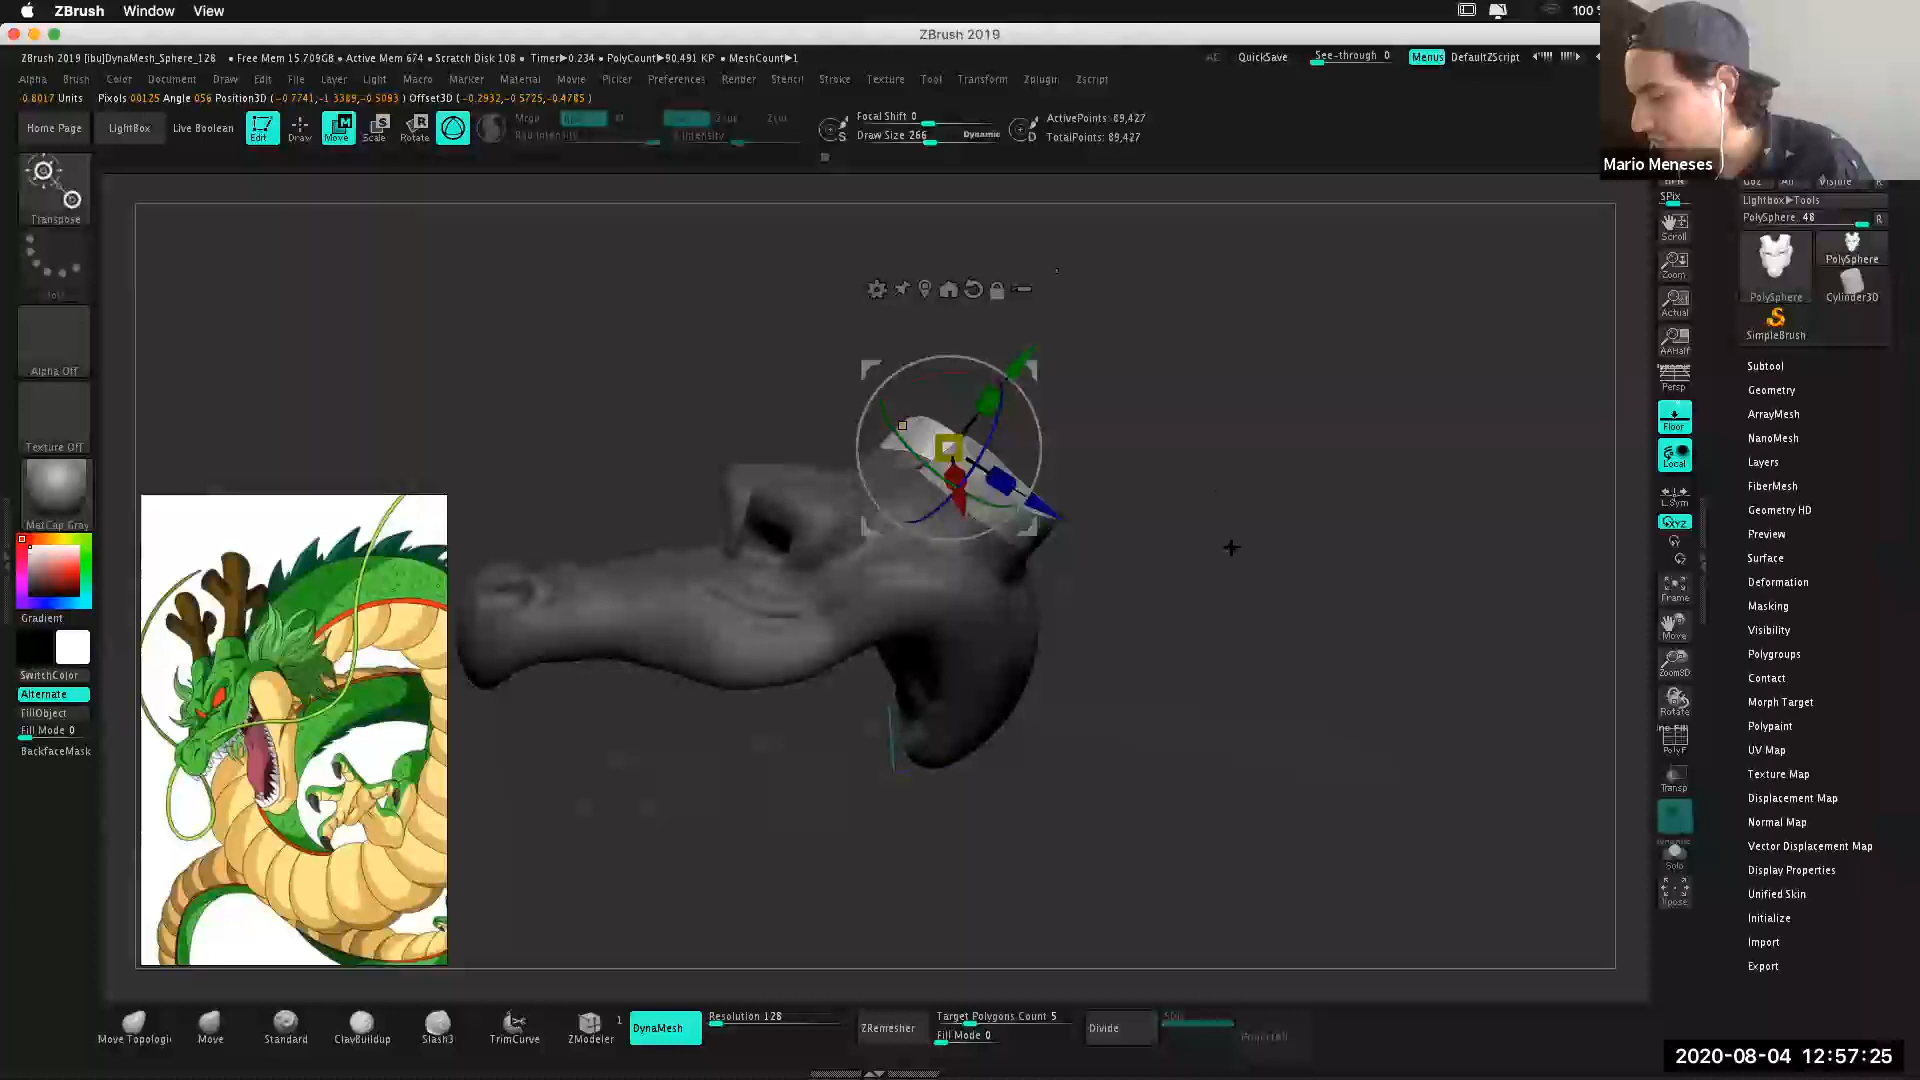 ZBrush Window View
100 %
ZBrush 2019
ZBrush 2019 [ibu]DynaMesh_Sphere_128 • Free Mem 15.709GB • Active Mem 674 • Scratch Disk 108 • Timer▶0.234 • PolyCount▶90.491 KP • MeshCount▶1
QuickSave See-through 0 Menus DefaultZScript
Alpha Brush Color Document Draw Edit File Layer Light Macro Marker Material Movie Picker Preferences Render Stencil Stroke Texture Tool Transform Zplugin Zscript
Home Page LightBox Live Boolean Edit Draw Move Scale Rotate
Focal Shift 0
Draw Size 266 Dynamic
ActivePoints: 89,427
TotalPoints: 89,427
Mario Meneses
Transpose
Alpha Off
Texture Off
MatCap Gray
Gradient
SwitchColor
Alternate
FillObject
Fill Mode 0
BackfaceMask
SPix
Scroll
Zoom
Actual
AAHalf
Persp
Floor
Local
L.Sym
Frame
Move
Zoom3D
Rotate
PolyF
Transp
Solo
Xpose
Lightbox▶Tools
PolySphere_48 R
PolySphere
PolySphere Cylinder3D
SimpleBrush
Subtool
Geometry
ArrayMesh
NanoMesh
Layers
FiberMesh
Geometry HD
Preview
Surface
Deformation
Masking
Visibility
Polygroups
Contact
Morph Target
Polypaint
UV Map
Texture Map
Displacement Map
Normal Map
Vector Displacement Map
Display Properties
Unified Skin
Initialize
Import
Export
Move Topologi Move Standard ClayBuildup Slash3 TrimCurve ZModeler 1
DynaMesh Resolution 128
ZRemesher Target Polygons Count 5
Fill Mode 0
Divide
2020-08-04 12:57:25